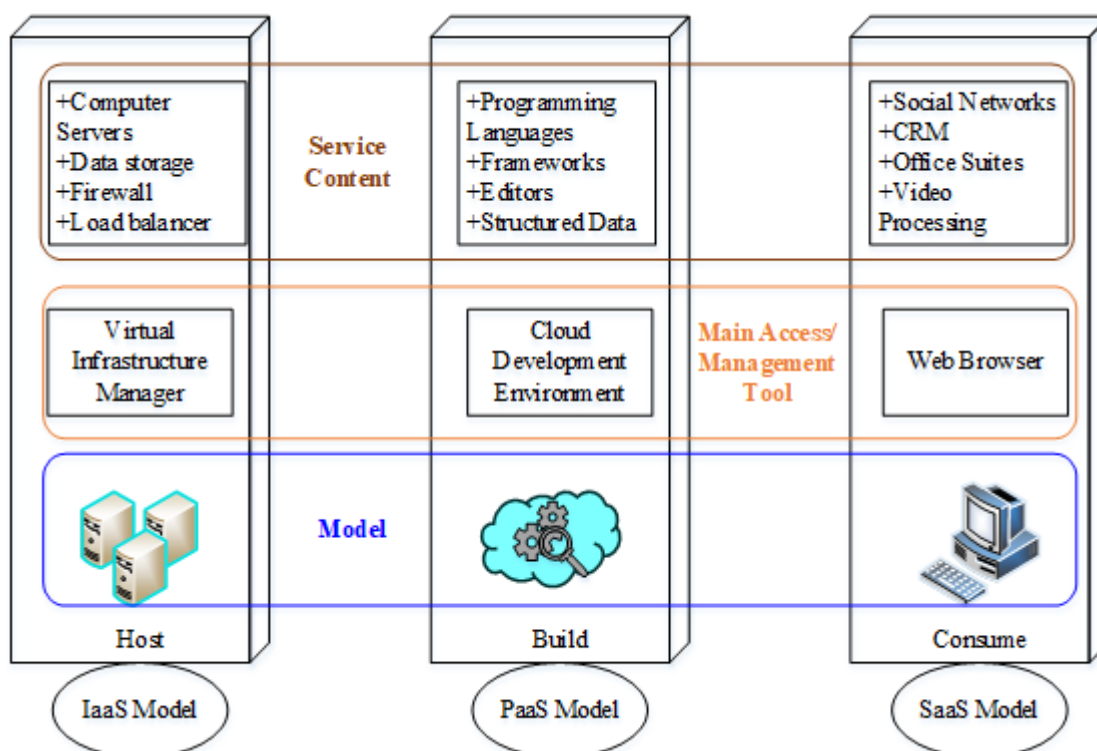 +Computer
Servers
+Data storage
+Firewall
+Load balancer
Service
Content
+Programming
Languages
+Frameworks
+Editors
+Structured Data
+Social Networks
+CRM
+Office Suites
+Video
Processing
Virtual
Infrastructure
Manager
Cloud
Development
Environment
Main Access/
Management
Tool
Web Browser
Model
Host
Build
Consume
IaaS Model
PaaS Model
SaaS Model